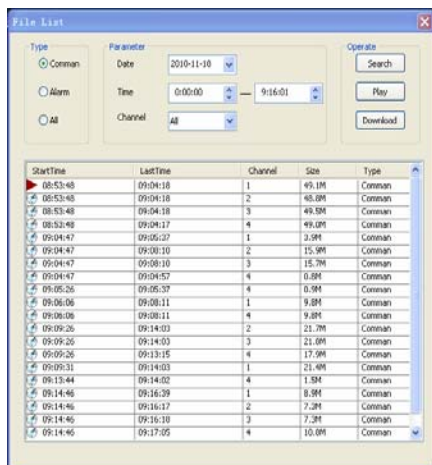 File List
Type
Comman
Alarm
All
Parameter
Date 2010-11-10
Time 0:00:00 — 9:16:01
Channel All
Operate
Search
Play
Download
StartTime LastTime Channel Size Type
08:53:48 09:04:18 1 49.1M Comman
08:53:48 09:04:18 2 48.8M Comman
08:53:48 09:04:18 3 49.5M Comman
08:53:48 09:04:17 4 49.0M Comman
09:04:47 09:05:37 1 3.9M Comman
09:04:47 09:08:10 2 15.9M Comman
09:04:47 09:08:10 3 15.7M Comman
09:04:47 09:04:57 4 0.8M Comman
09:05:26 09:05:37 4 0.9M Comman
09:06:06 09:08:11 1 9.8M Comman
09:06:06 09:08:11 4 9.8M Comman
09:09:26 09:14:03 2 21.7M Comman
09:09:26 09:14:03 3 21.0M Comman
09:09:26 09:13:15 4 17.9M Comman
09:09:31 09:14:03 1 21.4M Comman
09:13:44 09:14:02 4 1.5M Comman
09:14:46 09:16:39 1 8.9M Comman
09:14:46 09:16:17 2 7.3M Comman
09:14:46 09:16:18 3 7.3M Comman
09:14:46 09:17:05 4 10.8M Comman